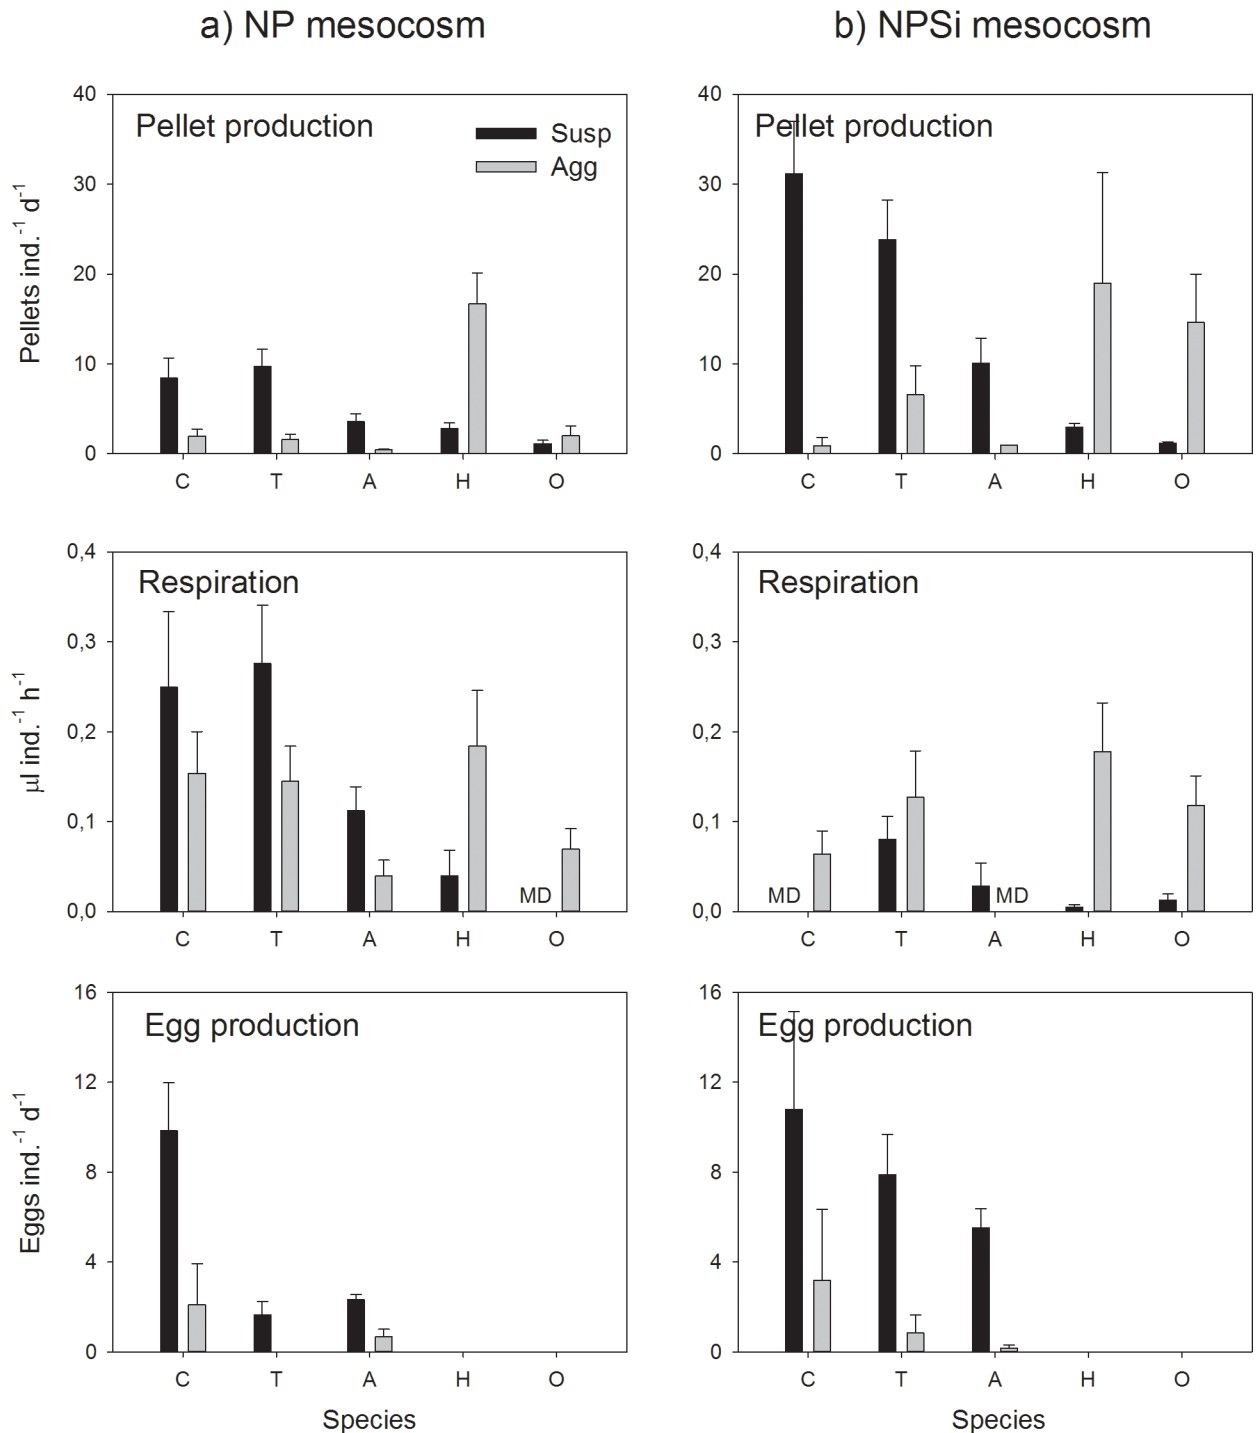 a) NP mesocosm
b) NPSi mesocosm
Pellet production
Susp
Agg
40
30
20
10
0
Pellets ind.⁻¹ d⁻¹
C T A H O
Pellet production
40
30
20
10
0
C T A H O
Respiration
0,4
0,3
0,2
0,1
0,0
µl ind.⁻¹ h⁻¹
MD
C T A H O
Respiration
0,4
0,3
0,2
0,1
0,0
MD MD
C T A H O
Egg production
16
12
8
4
0
Eggs ind.⁻¹ d⁻¹
C T A H O
Species
Egg production
16
12
8
4
0
C T A H O
Species